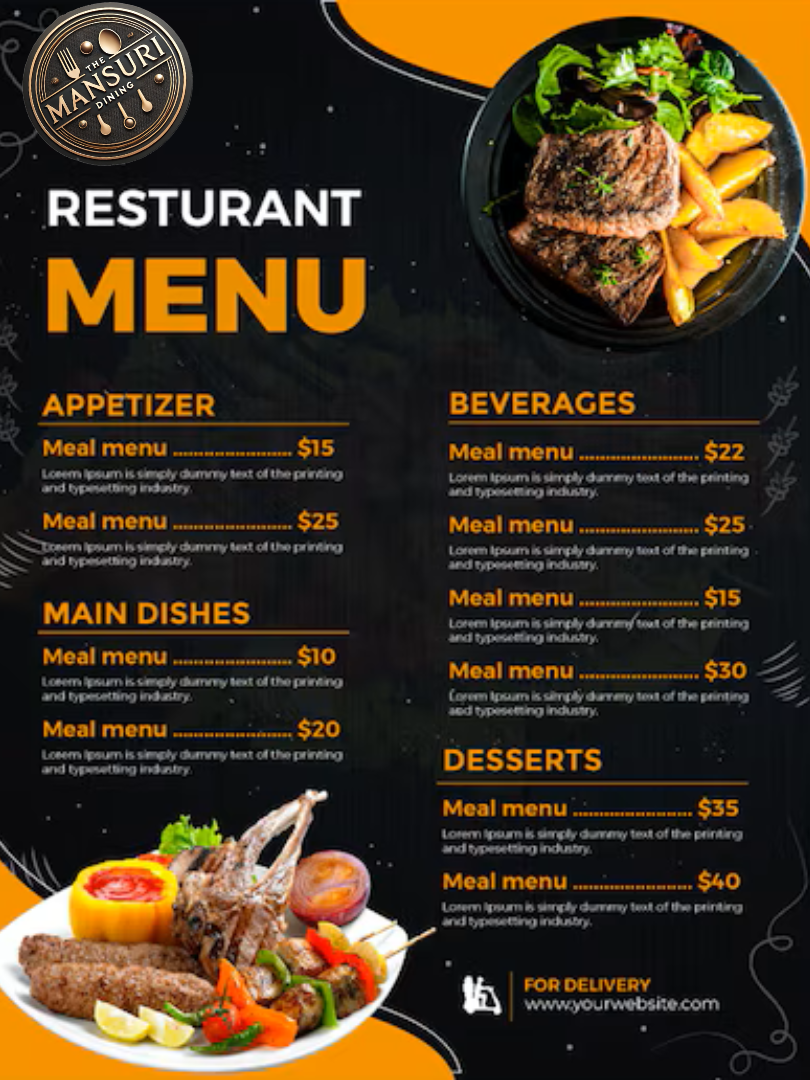 THE
MANSURI
DINING
RESTURANT
MENU
APPETIZER
Meal menu ........................... $15
Lorem Ipsum is simply dummy text of the printing
and typesetting industry.
Meal menu ........................... $25
Lorem Ipsum is simply dummy text of the printing
and typesetting industry.
MAIN DISHES
Meal menu ........................... $10
Lorem Ipsum is simply dummy text of the printing
and typesetting industry.
Meal menu ........................... $20
Lorem Ipsum is simply dummy text of the printing
and typesetting industry.
BEVERAGES
Meal menu ........................... $22
Lorem Ipsum is simply dummy text of the printing
and typesetting industry.
Meal menu ........................... $25
Lorem Ipsum is simply dummy text of the printing
and typesetting industry.
Meal menu ........................... $15
Lorem Ipsum is simply dummy text of the printing
and typesetting industry.
Meal menu ........................... $30
Lorem Ipsum is simply dummy text of the printing
and typesetting industry.
DESSERTS
Meal menu ........................... $35
Lorem Ipsum is simply dummy text of the printing
and typesetting industry.
Meal menu ........................... $40
Lorem Ipsum is simply dummy text of the printing
and typesetting industry.
FOR DELIVERY
www.yourwebsite.com